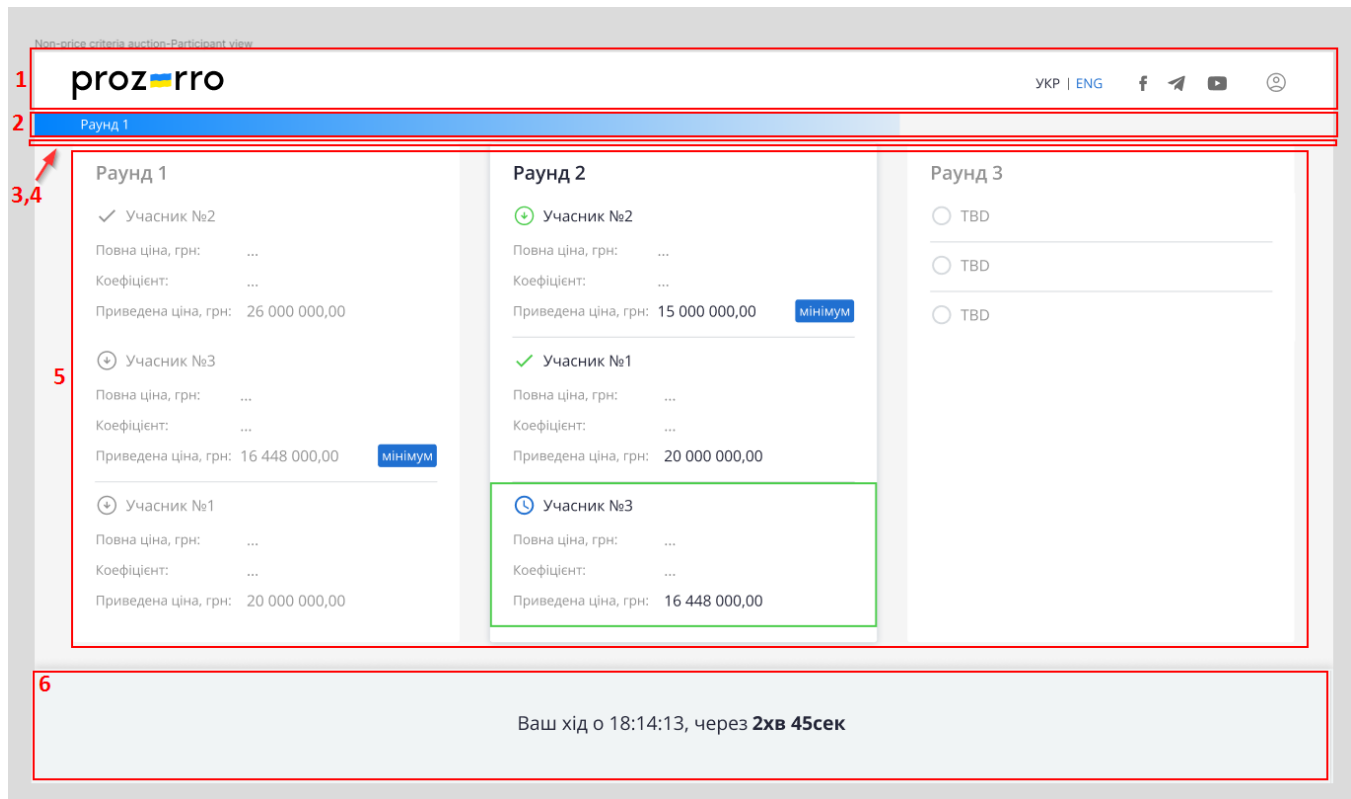 Non-price criteria auction-Participant view
1
prozorro
УКР | ENG
2
Раунд 1
3,4
5
Раунд 1
Учасник №2
Повна ціна, грн: ...
Коефіцієнт: ...
Приведена ціна, грн: 26 000 000,00
Учасник №3
Повна ціна, грн: ...
Коефіцієнт: ...
Приведена ціна, грн: 16 448 000,00 мінімум
Учасник №1
Повна ціна, грн: ...
Коефіцієнт: ...
Приведена ціна, грн: 20 000 000,00
Раунд 2
Учасник №2
Повна ціна, грн: ...
Коефіцієнт: ...
Приведена ціна, грн: 15 000 000,00 мінімум
Учасник №1
Повна ціна, грн: ...
Коефіцієнт: ...
Приведена ціна, грн: 20 000 000,00
Учасник №3
Повна ціна, грн: ...
Коефіцієнт: ...
Приведена ціна, грн: 16 448 000,00
Раунд 3
TBD
TBD
TBD
6
Ваш хід о 18:14:13, через 2хв 45сек